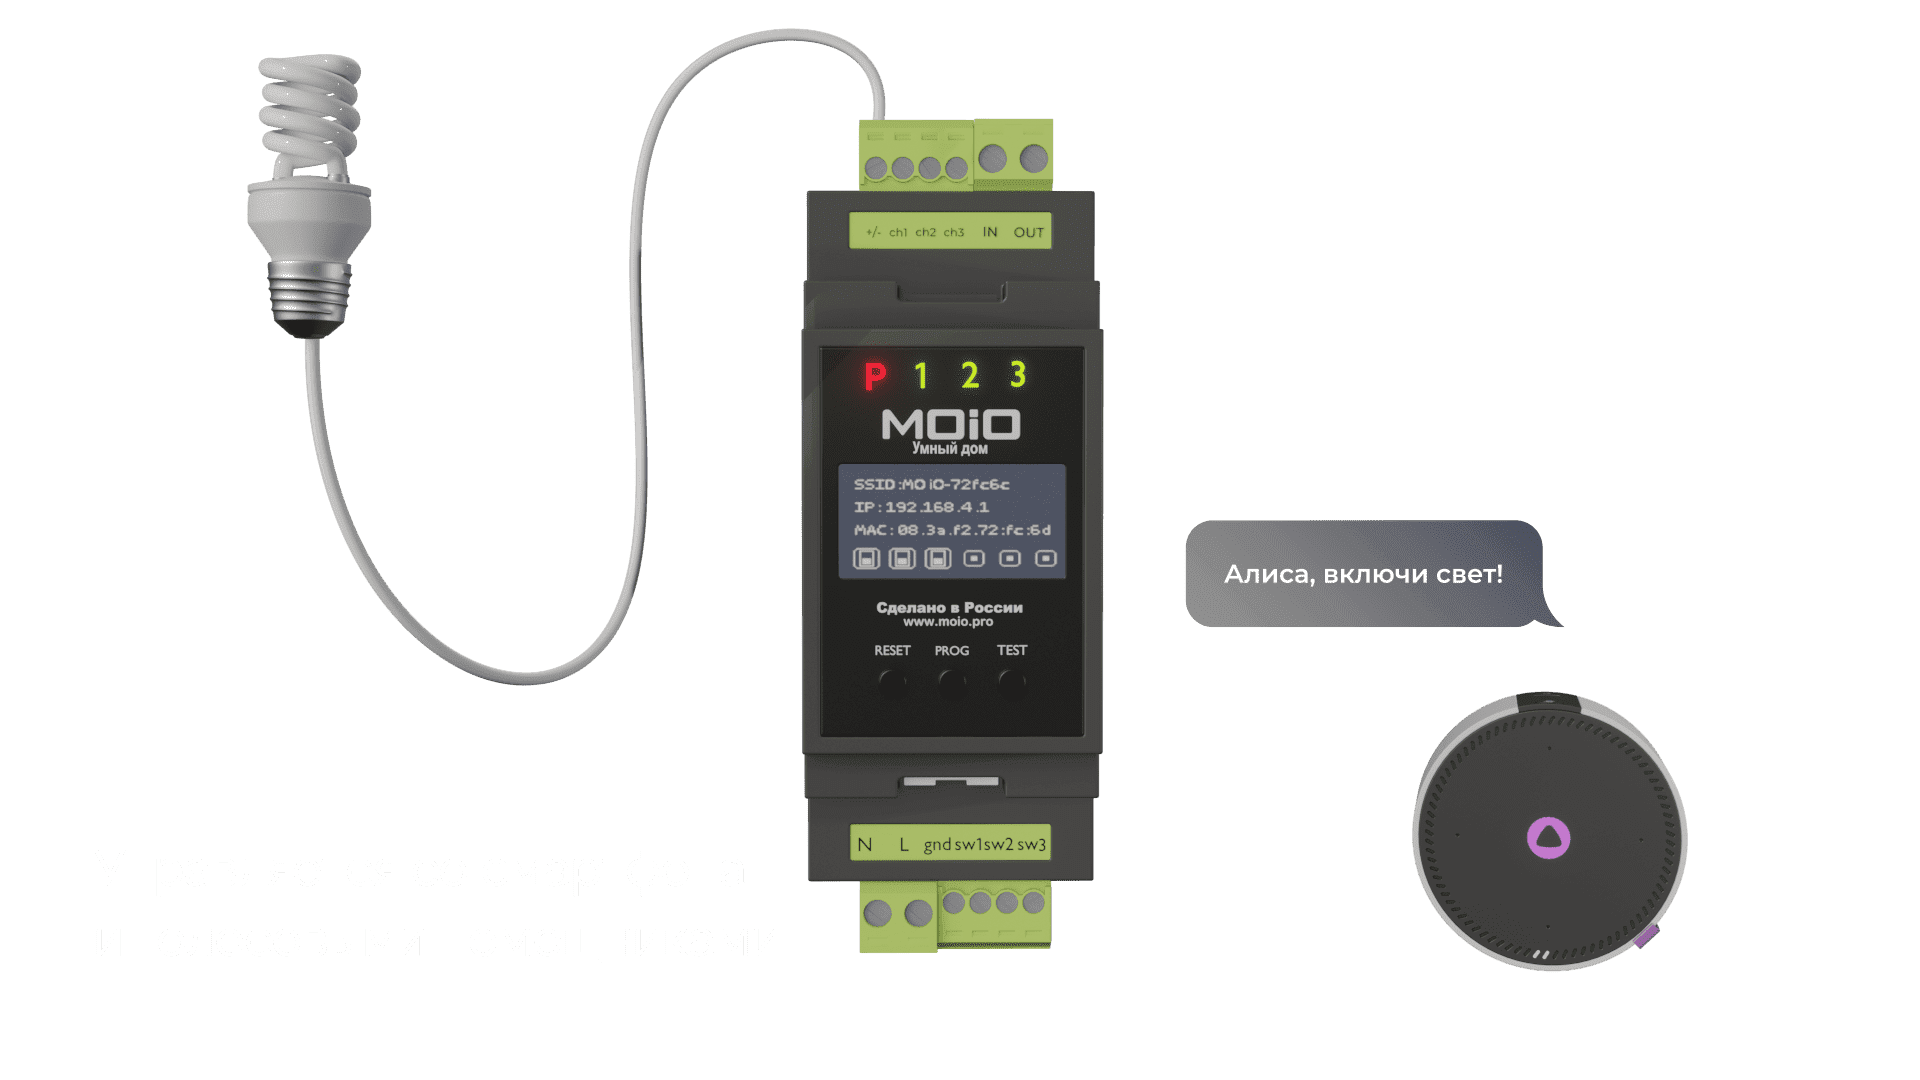 +/- ch1 ch2 ch3 IN OUT
P 1 2 3
MOiO
Умный дом
SSID:MOiO-72fc6c
IP:192.168.4.1
MAC:08.3a.f2.72:fc:6d
Сделано в России
www.moio.pro
RESET PROG TEST
N L gnd sw1 sw2 sw3
Алиса, включи свет!